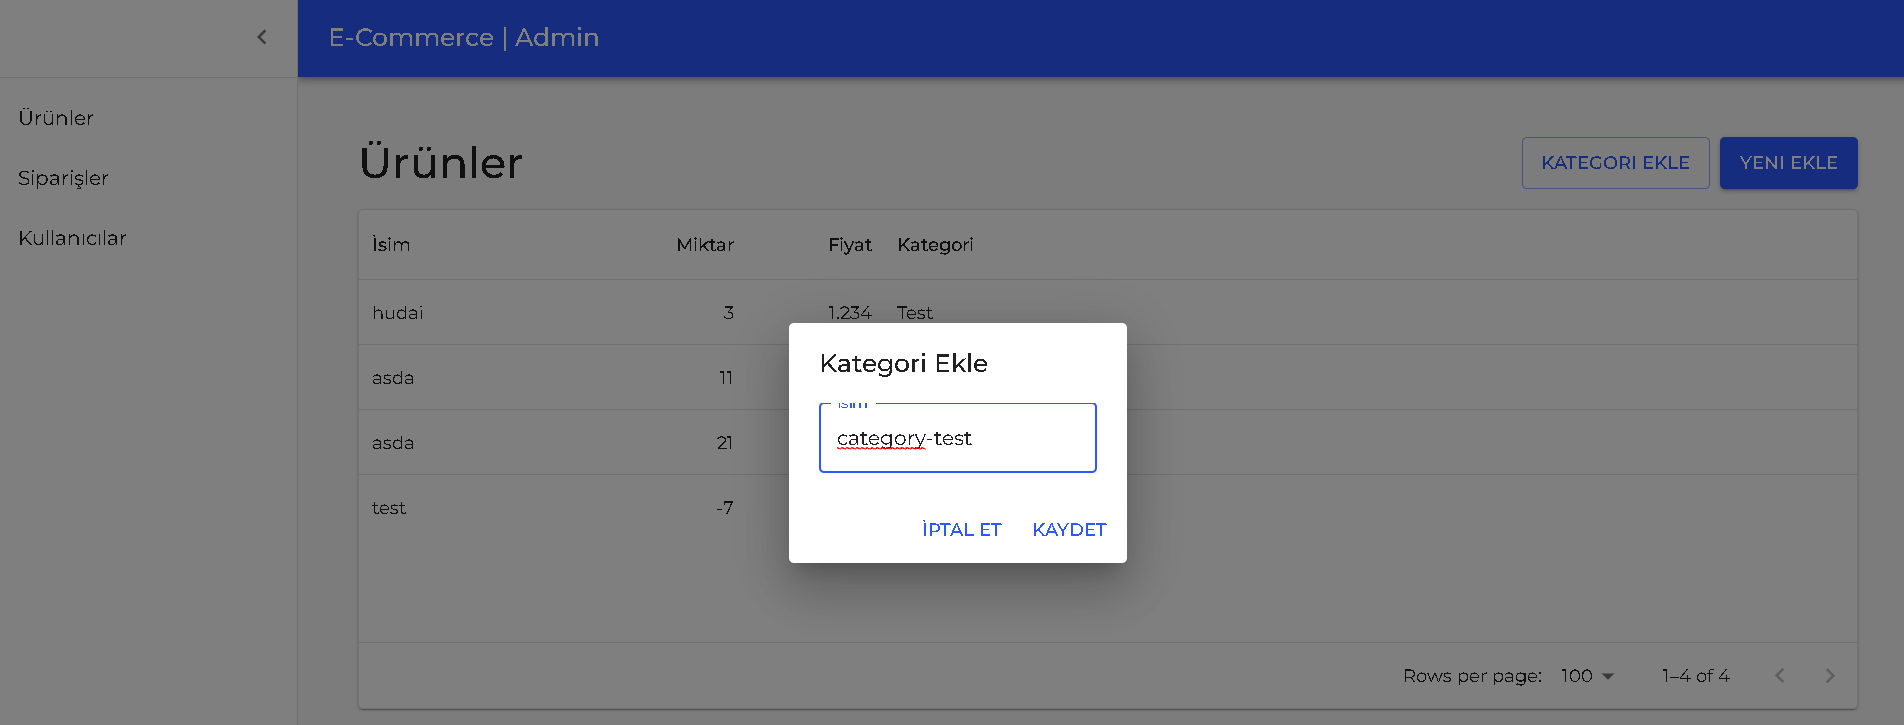 E-Commerce | Admin
Ürünler
Siparişler
Kullanıcılar
Ürünler
KATEGORI EKLE
YENI EKLE
İsim Miktar Fiyat Kategori
hudai 3 1.234 Test
asda 11
asda 21
test -7
Kategori Ekle
İsim
category-test
İPTAL ET KAYDET
Rows per page: 100 1–4 of 4